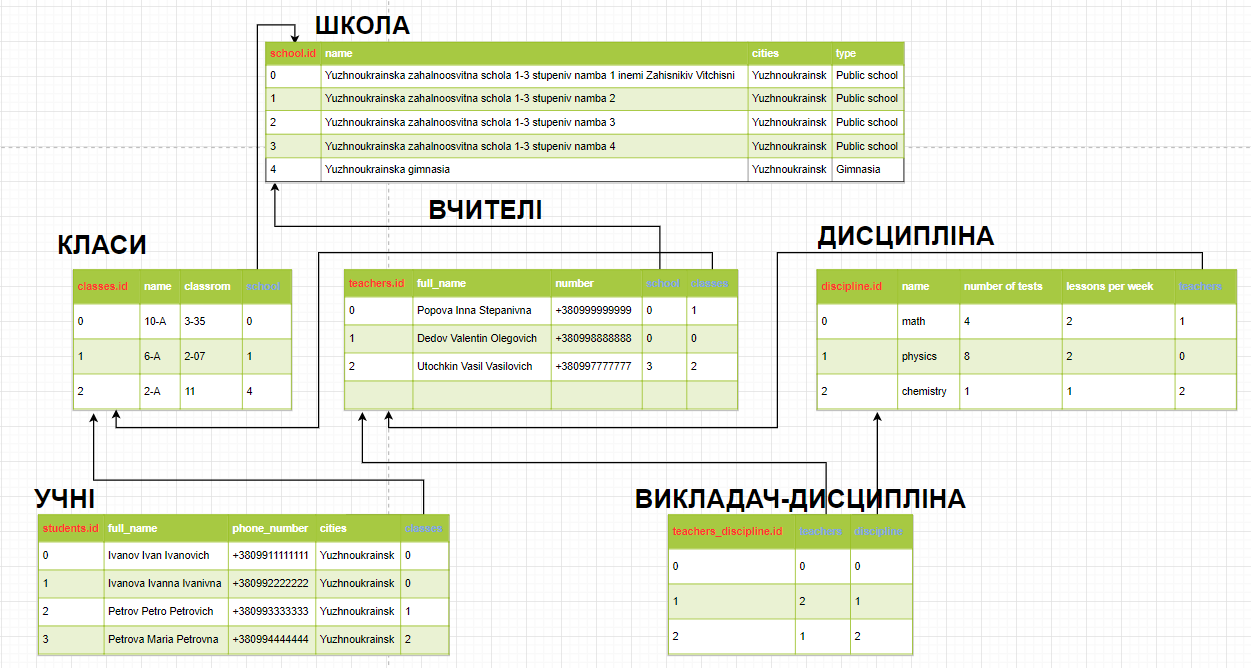 ШКОЛА
school.id name cities type
0 Yuzhnoukrainska zahalnoosvitna schola 1-3 stupeniv namba 1 inemi Zahisnikiv Vitchisni Yuzhnoukrainsk Public school
1 Yuzhnoukrainska zahalnoosvitna schola 1-3 stupeniv namba 2 Yuzhnoukrainsk Public school
2 Yuzhnoukrainska zahalnoosvitna schola 1-3 stupeniv namba 3 Yuzhnoukrainsk Public school
3 Yuzhnoukrainska zahalnoosvitna schola 1-3 stupeniv namba 4 Yuzhnoukrainsk Public school
4 Yuzhnoukrainska gimnasia Yuzhnoukrainsk Gimnasia
КЛАСИ
classes.id name classrom school
0 10-A 3-35 0
1 6-A 2-07 1
2 2-A 11 4
ВЧИТЕЛІ
teachers.id full_name number school classes
0 Popova Inna Stepanivna +380999999999 0 1
1 Dedov Valentin Olegovich +380998888888 0 0
2 Utochkin Vasil Vasilovich +380997777777 3 2
ДИСЦИПЛІНА
discipline.id name number of tests lessons per week teachers
0 math 4 2 1
1 physics 8 2 0
2 chemistry 1 1 2
УЧНІ
students.id full_name phone_number cities classes
0 Ivanov Ivan Ivanovich +3809911111111 Yuzhnoukrainsk 0
1 Ivanova Ivanna Ivanivna +380992222222 Yuzhnoukrainsk 0
2 Petrov Petro Petrovich +380993333333 Yuzhnoukrainsk 1
3 Petrova Maria Petrovna +380994444444 Yuzhnoukrainsk 2
ВИКЛАДАЧ-ДИСЦИПЛІНА
teachers_discipline.id teachers discipline
0 0 0
1 2 1
2 1 2